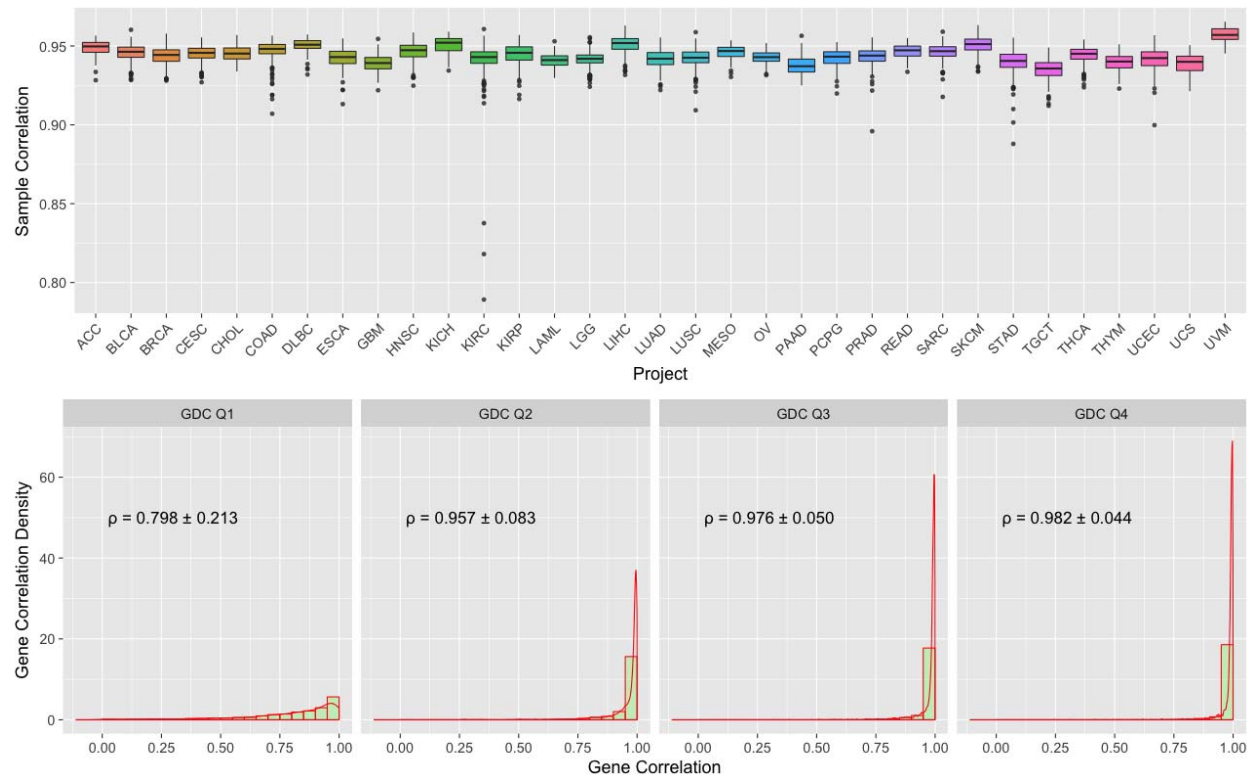 Sample Correlation
0.95
0.90
0.85
0.80
ACC BLCA BRCA CESC CHOL COAD DLBC ESCA GBM HNSC KICH KIRC KIRP LAML LGG LIHC LUAD LUSC MESO OV PAAD PCPG PRAD READ SARC SKCM STAD TGCT THCA THYM UCEC UCS UVM
Project
GDC Q1 GDC Q2 GDC Q3 GDC Q4
Gene Correlation Density
60
40
20
0
ρ = 0.798 ± 0.213 ρ = 0.957 ± 0.083 ρ = 0.976 ± 0.050 ρ = 0.982 ± 0.044
0.00 0.25 0.50 0.75 1.00 0.00 0.25 0.50 0.75 1.00 0.00 0.25 0.50 0.75 1.00 0.00 0.25 0.50 0.75 1.00
Gene Correlation